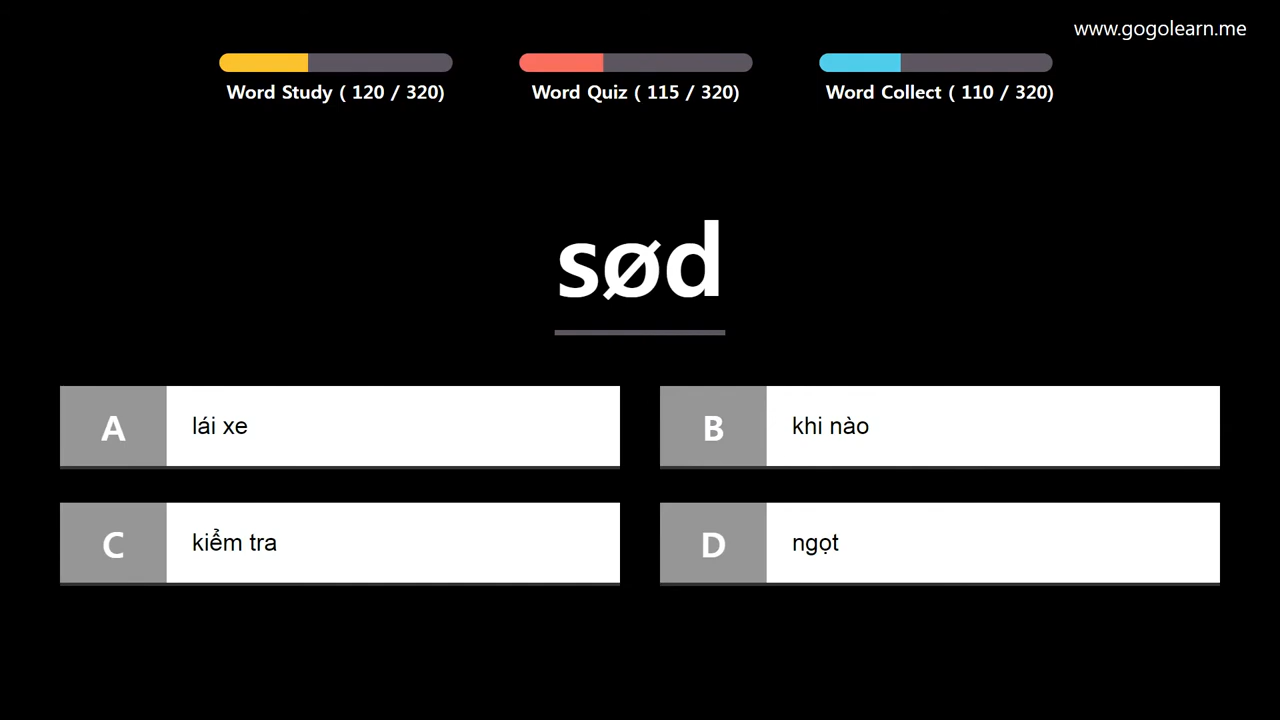 www.gogolearn.me
Word Study ( 120 / 320)
Word Quiz ( 115 / 320)
Word Collect ( 110 / 320)
sød
A
lái xe
B
khi nào
C
kiểm tra
D
ngọt